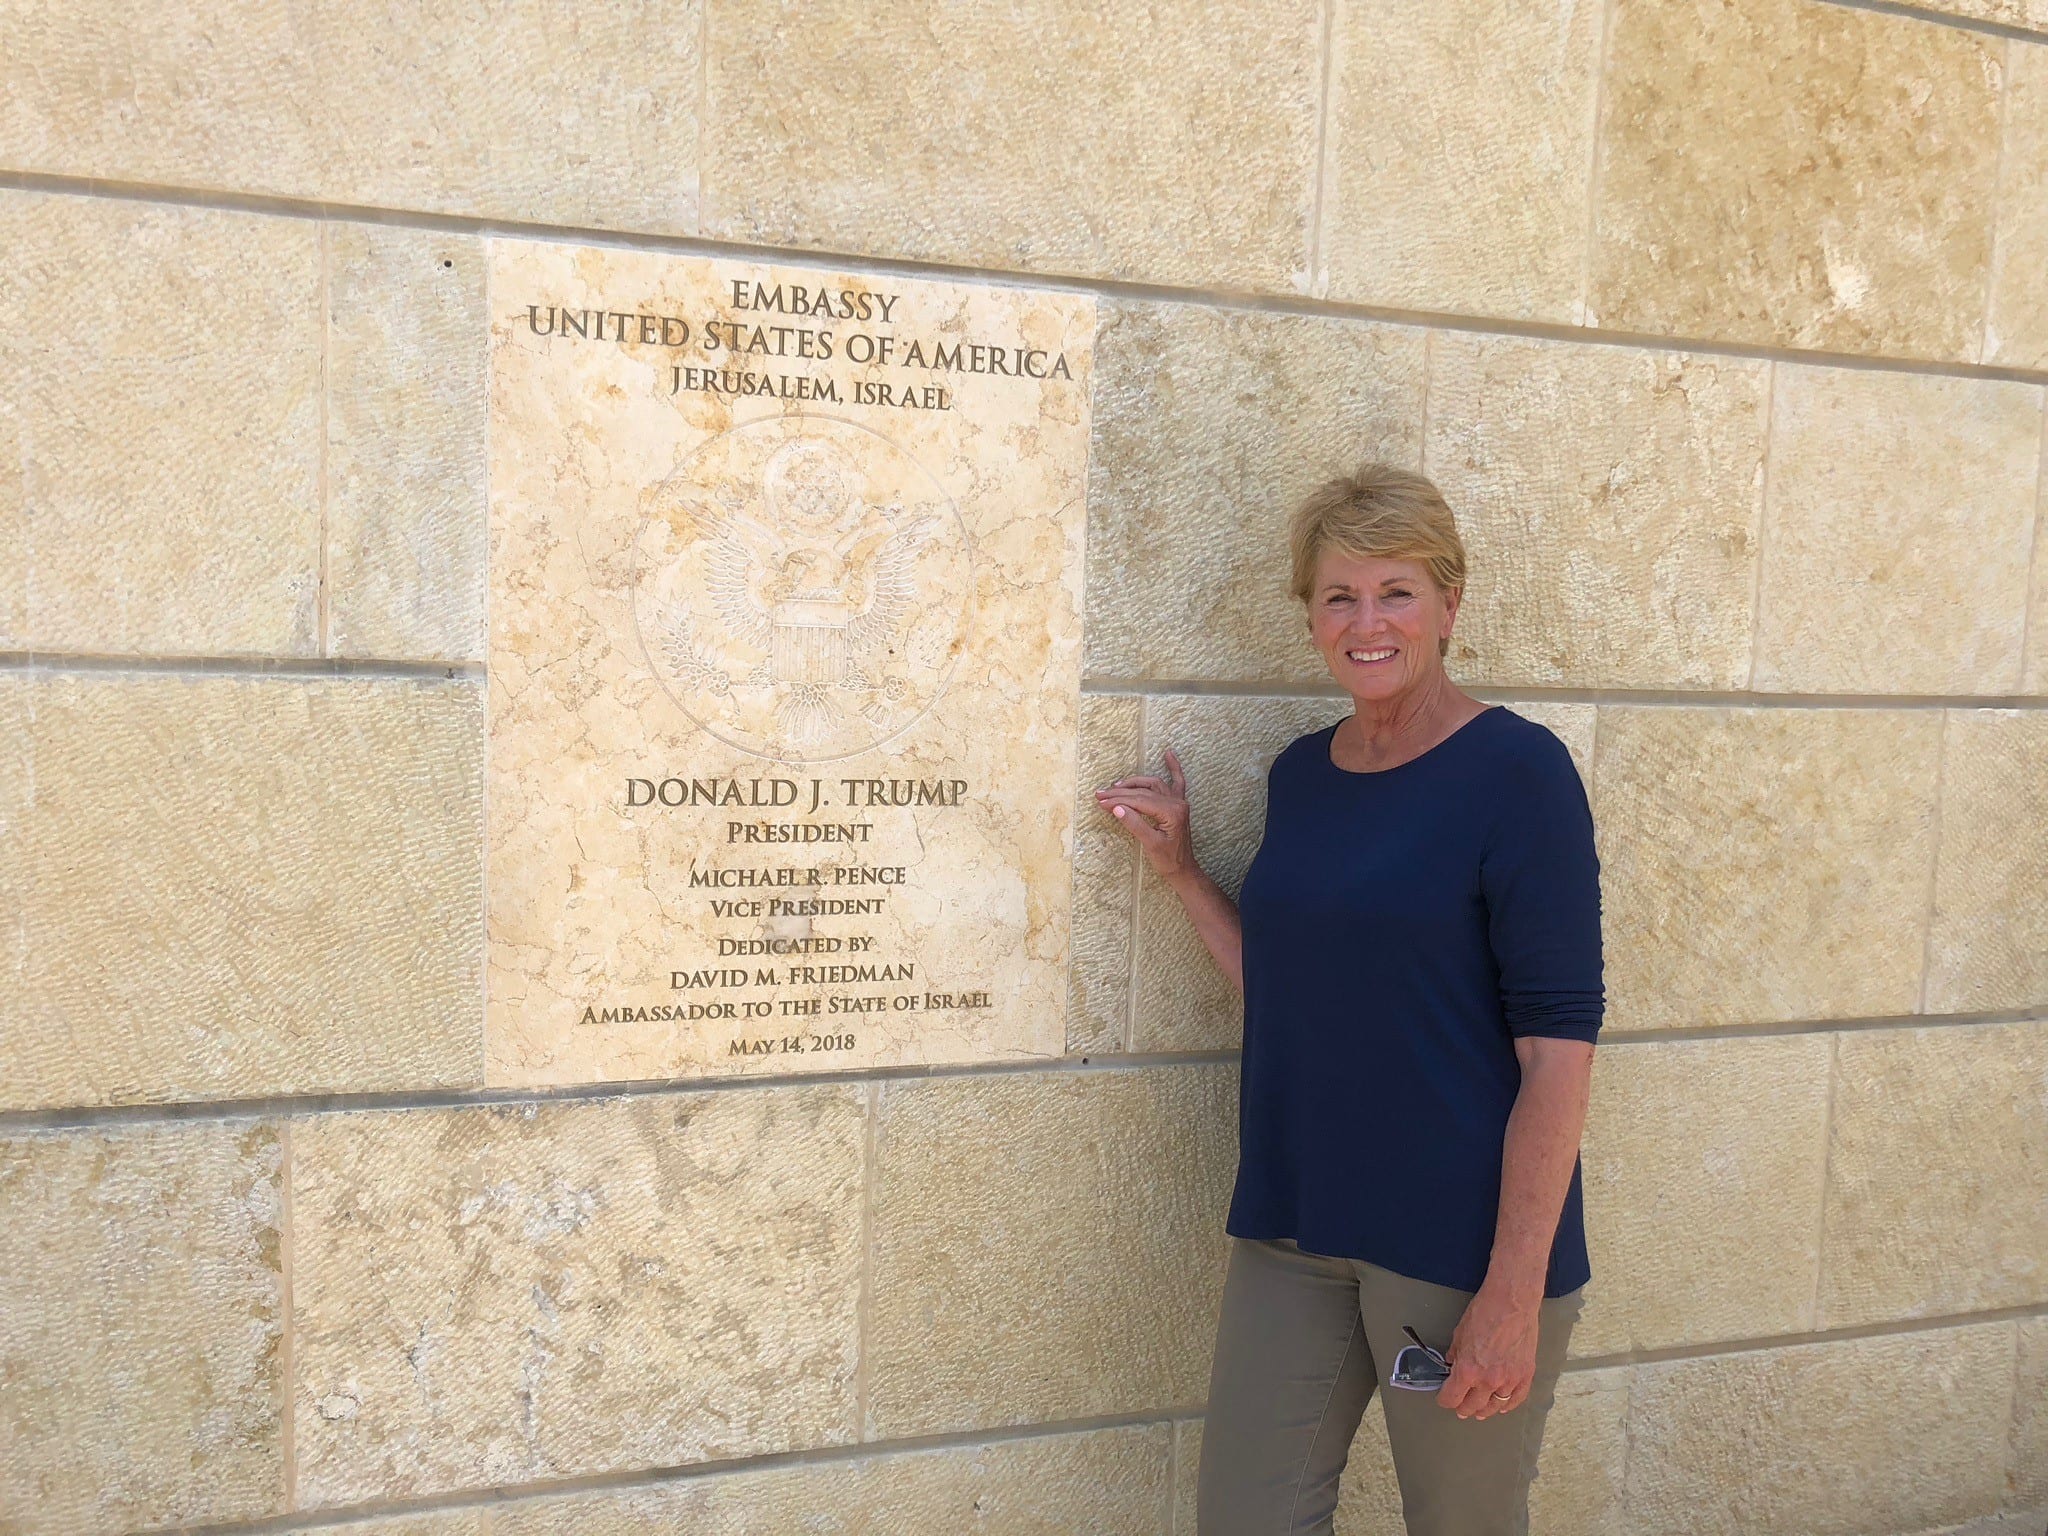 EMBASSY
UNITED STATES OF AMERICA
JERUSALEM, ISRAEL
DONALD J. TRUMP
PRESIDENT
MICHAEL R. PENCE
VICE PRESIDENT
DEDICATED BY
DAVID M. FRIEDMAN
AMBASSADOR TO THE STATE OF ISRAEL
MAY 14, 2018